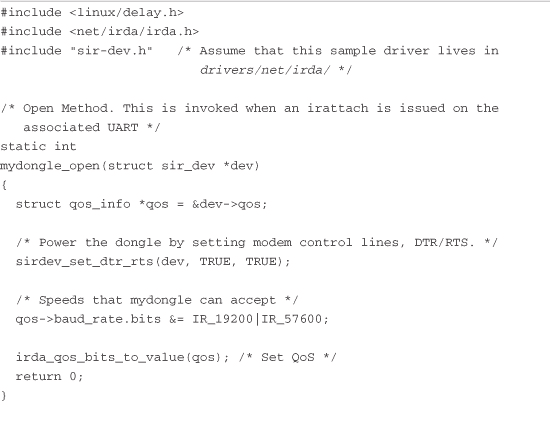 #include <linux/delay.h>
#include <net/irda/irda.h>
#include "sir-dev.h"   /* Assume that this sample driver lives in
                          drivers/net/irda/ */
/* Open Method. This is invoked when an irattach is issued on the
   associated UART */
static int
mydongle_open(struct sir_dev *dev)
{
  struct qos_info *qos = &dev->qos;
  /* Power the dongle by setting modem control lines, DTR/RTS. */
  sirdev_set_dtr_rts(dev, TRUE, TRUE);
  /* Speeds that mydongle can accept */
  qos->baud_rate.bits &= IR_19200|IR_57600;
  irda_qos_bits_to_value(qos); /* Set QoS */
  return 0;
}